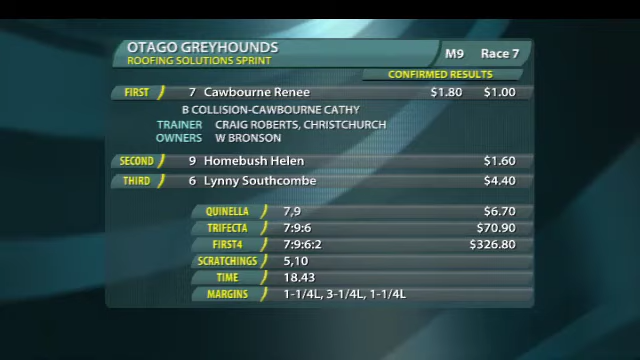 OTAGO GREYHOUNDS M9 Race 7
ROOFING SOLUTIONS SPRINT
CONFIRMED RESULTS
FIRST 7 Cawbourne Renee $1.80 $1.00
B COLLISION-CAWBOURNE CATHY
TRAINER CRAIG ROBERTS, CHRISTCHURCH
OWNERS W BRONSON
SECOND 9 Homebush Helen $1.60
THIRD 6 Lynny Southcombe $4.40
QUINELLA 7,9 $6.70
TRIFECTA 7:9:6 $70.90
FIRST4 7:9:6:2 $326.80
SCRATCHINGS 5,10
TIME 18.43
MARGINS 1-1/4L, 3-1/4L, 1-1/4L